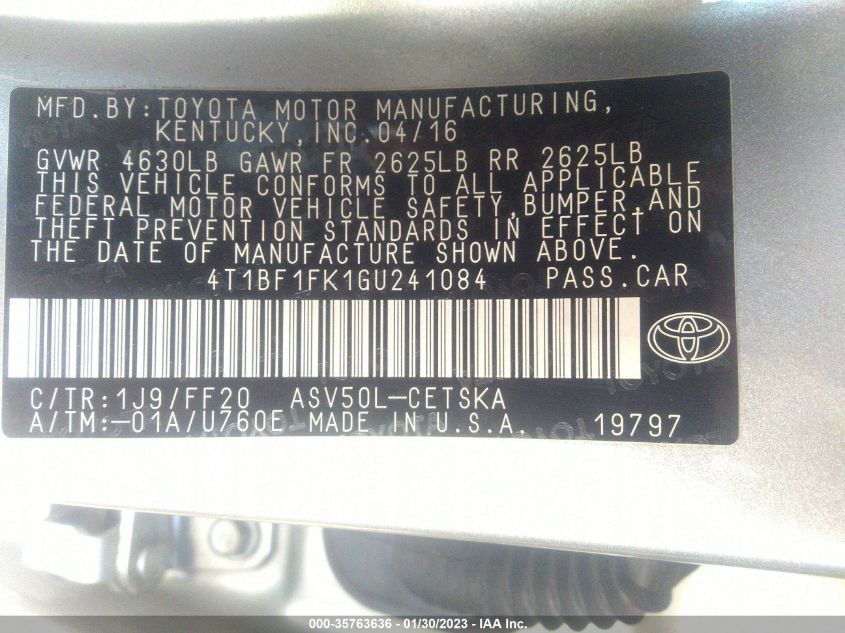 MFD.BY:TOYOTA MOTOR MANUFACTURING,
KENTUCKY,INC.04/16
GVWR 4630LB GAWR FR 2625LB RR 2625LB
THIS VEHICLE CONFORMS TO ALL APPLICABLE
FEDERAL MOTOR VEHICLE SAFETY,BUMPER,AND
THEFT PREVENTION STANDARDS IN EFFECT ON
THE DATE OF MANUFACTURE SHOWN ABOVE.
4T1BF1FK1GU241084 PASS.CAR
C/TR:1J9/FF20 ASV50L-CETSKA
A/TM:-01A/U760E MADE IN U.S.A. 19797
000-35763636 - 01/30/2023 - IAA Inc.